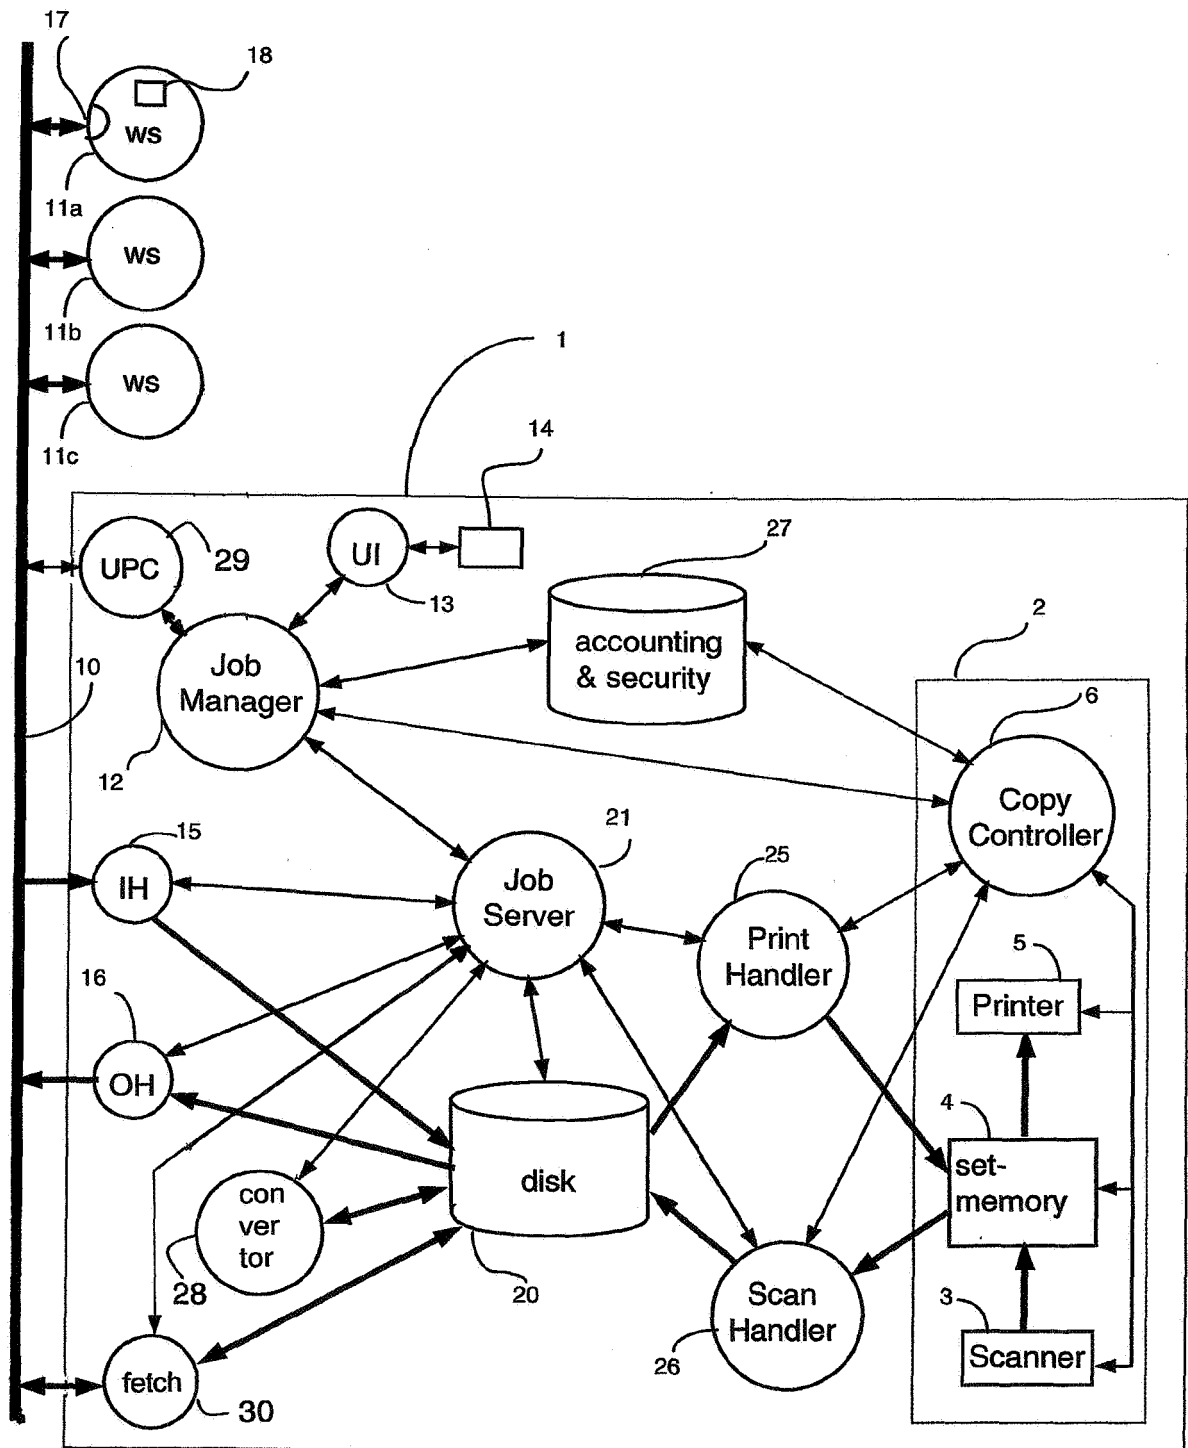 17
18
ws
11a
ws
11b
ws
11c
1
14
UPC
29
UI
13
27
accounting
& security
2
10
Job
Manager
12
6
Copy
Controller
15
IH
21
Job
Server
25
Print
Handler
5
Printer
16
OH
4
set-
memory
disk
20
con
ver
tor
28
Scan
Handler
26
3
Scanner
fetch
30